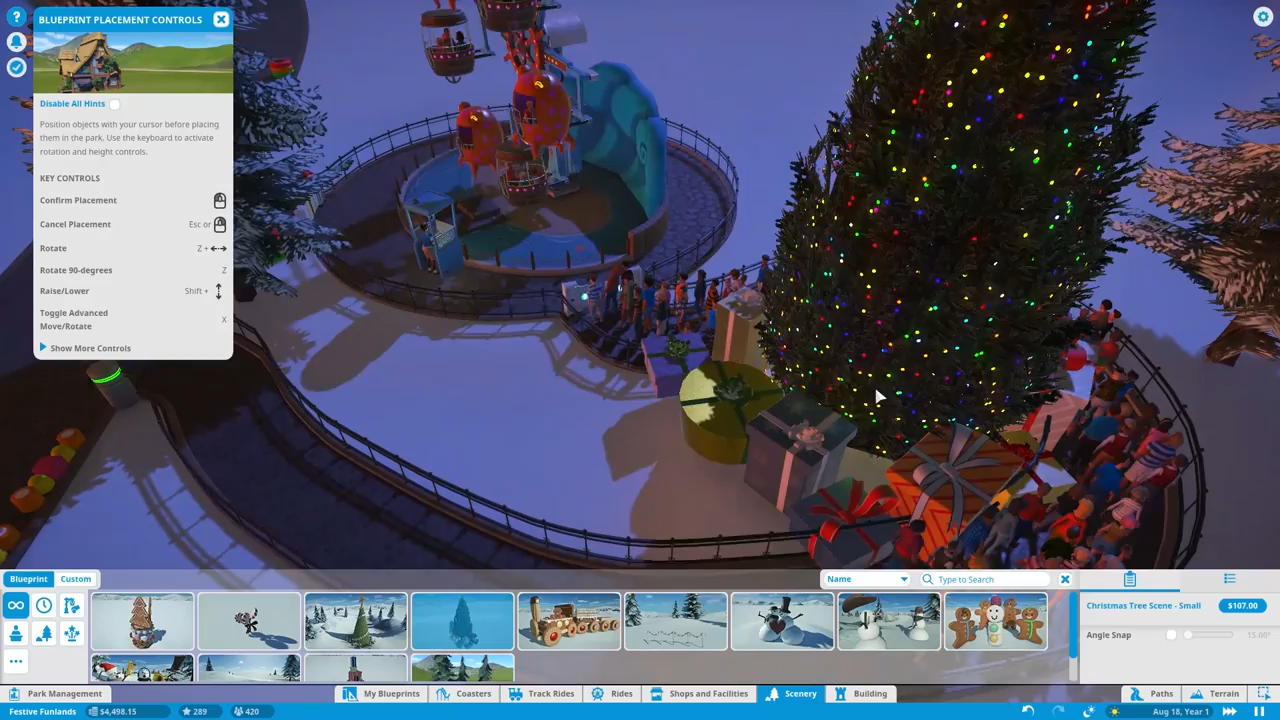 BLUEPRINT PLACEMENT CONTROLS
Disable All Hints
Position objects with your cursor before placing
them in the park. Use the keyboard to activate
rotation and height controls.
KEY CONTROLS
Confirm Placement
Cancel Placement Esc or
Rotate Z +
Rotate 90-degrees Z
Raise/Lower Shift +
Toggle Advanced
Move/Rotate X
Show More Controls
Blueprint Custom Name Type to Search
Christmas Tree Scene - Small $107.00
Angle Snap 15.00°
Park Management My Blueprints Coasters Track Rides Rides Shops and Facilities Scenery Building Paths Terrain
Festive Funlands $4,498.15 289 420 Aug 18, Year 1